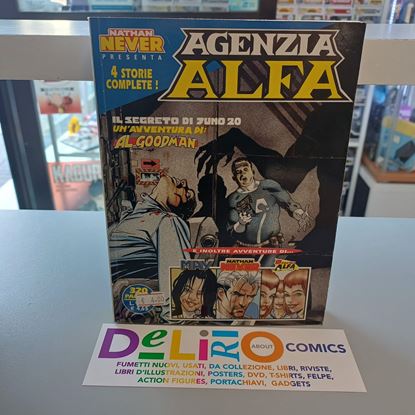 NATHAN
NEVER
PRESENTA
4 STORIE
COMPLETE!
AGENZIA
ALFA
IL SEGRETO DI JUNO 20
UN'AVVENTURA DI:
AL GOODMAN
E INOLTRE AVVENTURE DI...
NATHAN
ALFA
320
DeLiRiO ABOUT COMICS
FUMETTI NUOVI, USATI, DA COLLEZIONE, LIBRI, RIVISTE,
LIBRI D'ILLUSTRAZIONI, POSTERS, DVD, T-SHIRTS, FELPE,
ACTION FIGURES, PORTACHIAVI, GADGETS